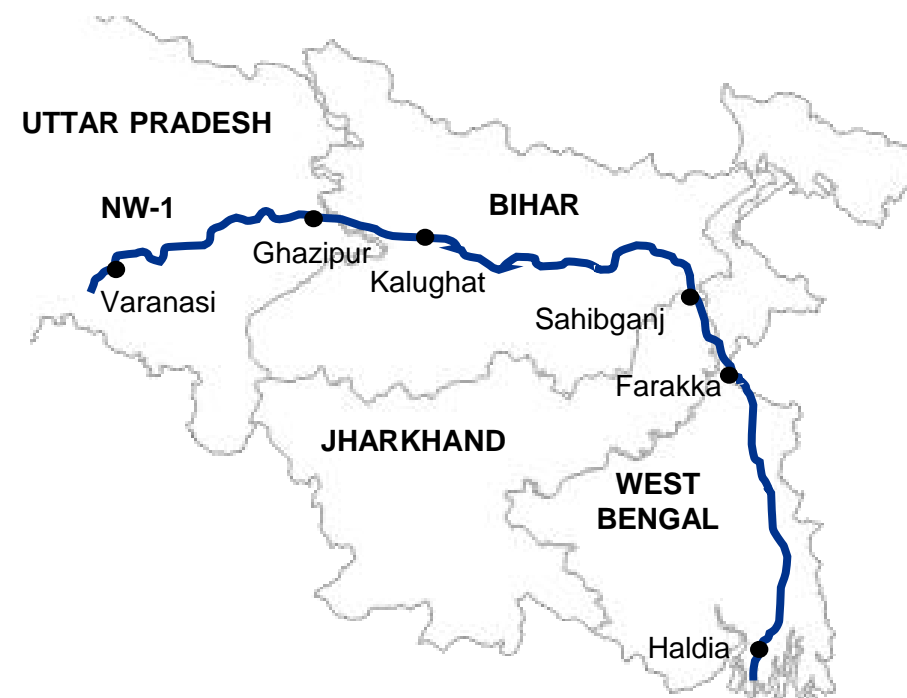 UTTAR PRADESH
NW-1
BIHAR
Ghazipur
Kalughat
Varanasi
Sahibganj
Farakka
JHARKHAND
WEST
BENGAL
Haldia